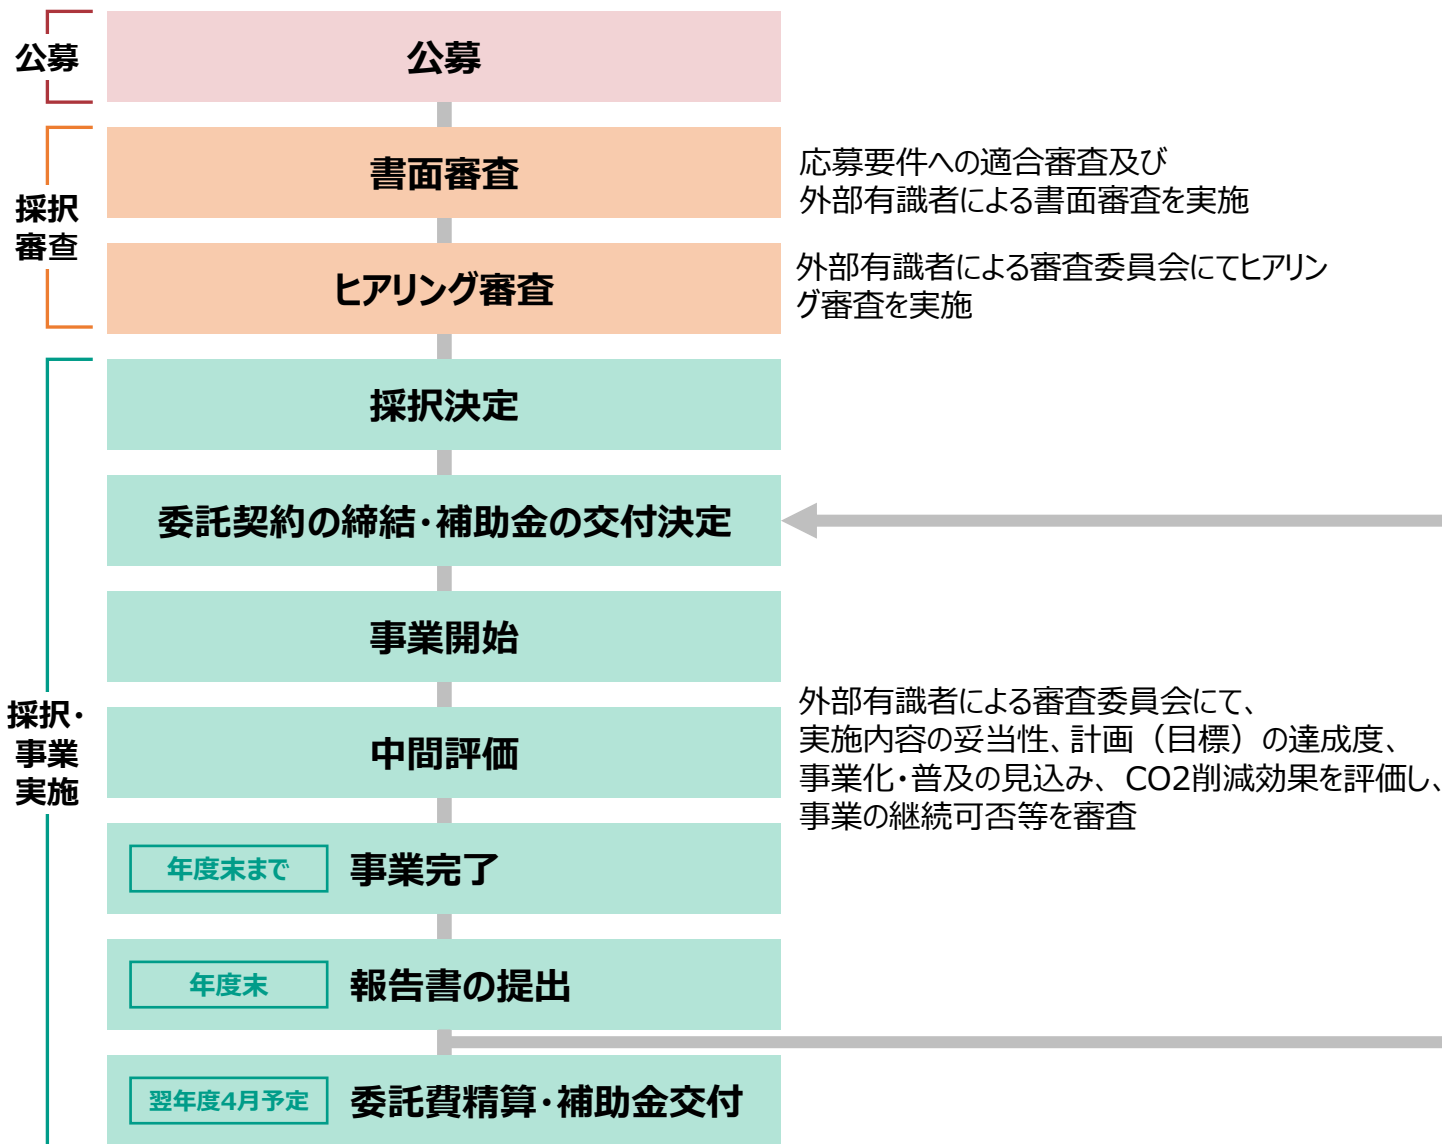 公募
公募
採択
審査
書面審査
応募要件への適合審査及び
外部有識者による書面審査を実施
ヒアリング審査
外部有識者による審査委員会にてヒアリン
グ審査を実施
採択・
事業
実施
採択決定
委託契約の締結・補助金の交付決定
事業開始
中間評価
外部有識者による審査委員会にて、
実施内容の妥当性、計画（目標）の達成度、
事業化・普及の見込み、CO2削減効果を評価し、
事業の継続可否等を審査
年度末まで 事業完了
年度末 報告書の提出
翌年度4月予定 委託費精算・補助金交付